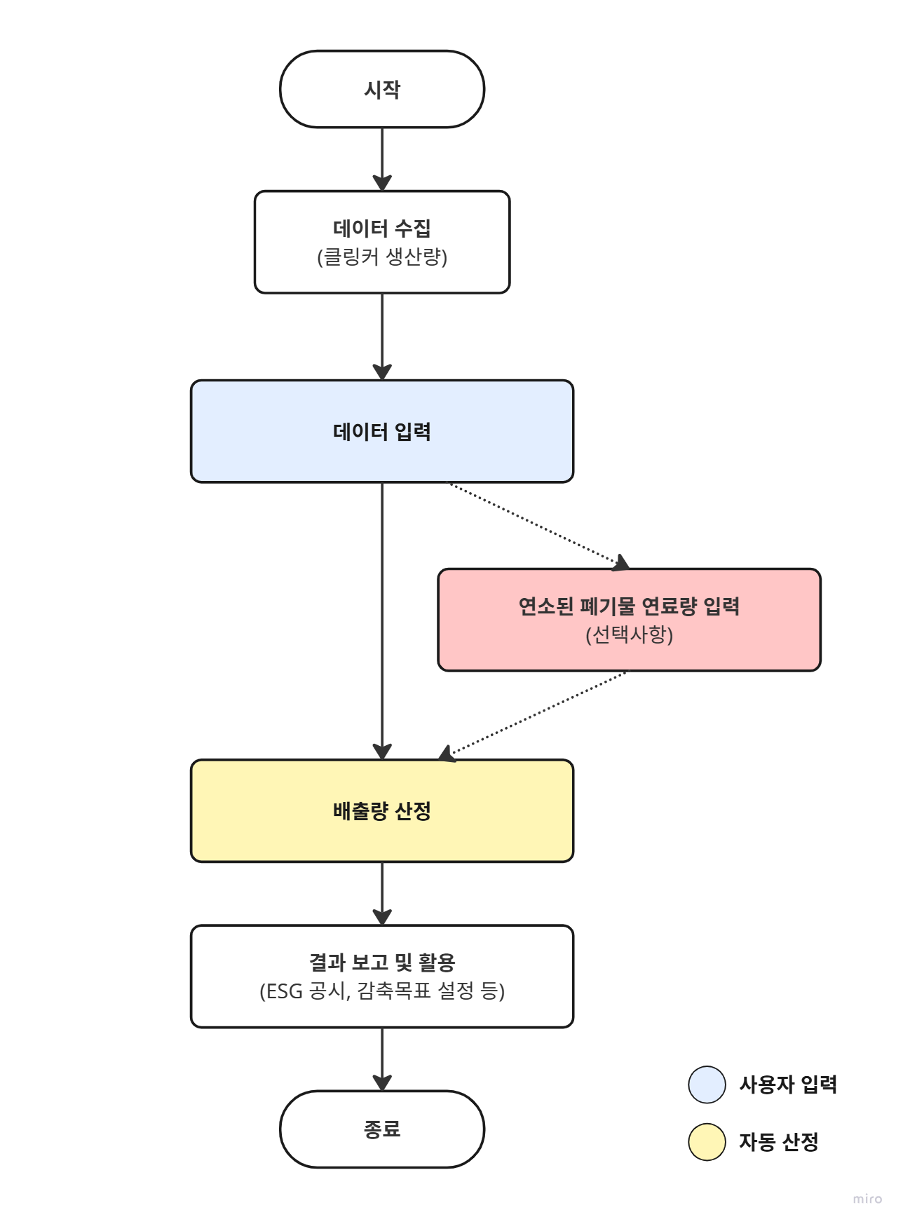 시작
데이터 수집
(클링커 생산량)
데이터 입력
연소된 폐기물 연료량 입력
(선택사항)
배출량 산정
결과 보고 및 활용
(ESG 공시, 감축목표 설정 등)
종료
사용자 입력
자동 산정
miro